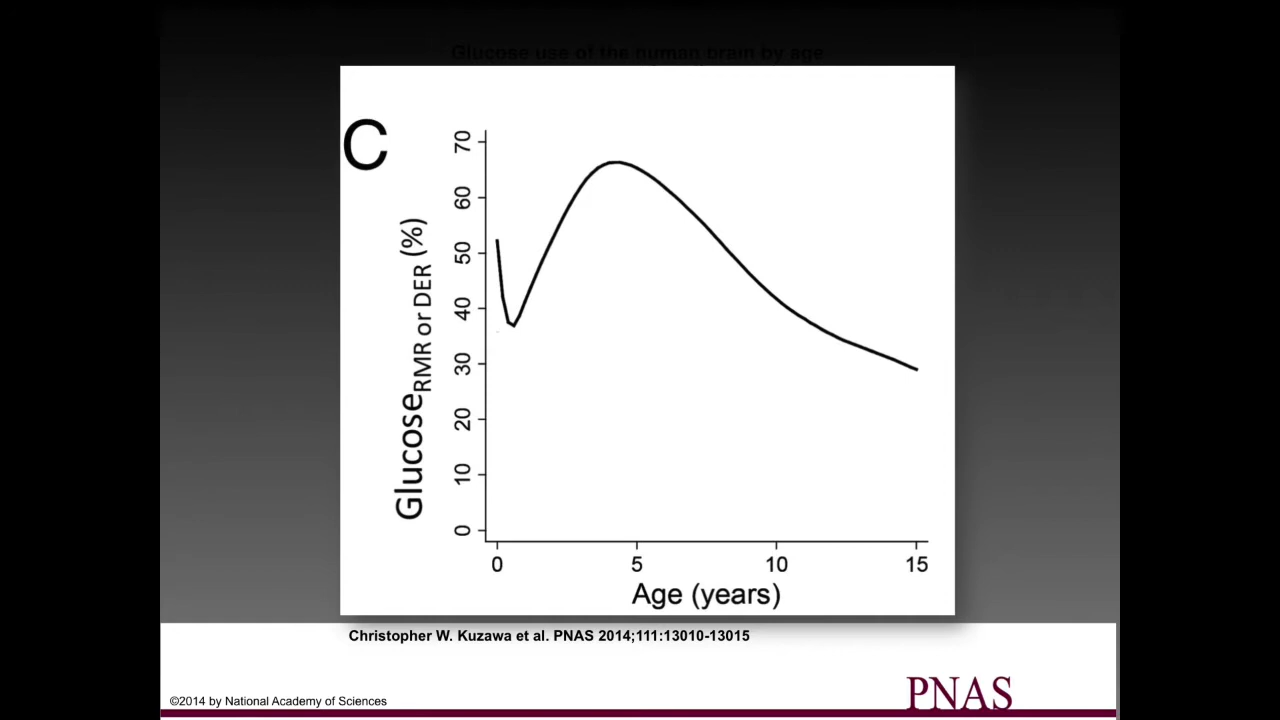 Glucose use of the human brain by age
C
Glucose RMR or DER (%)
70
60
50
40
30
20
10
0
0 5 10 15
Age (years)
Christopher W. Kuzawa et al. PNAS 2014;111:13010-13015
©2014 by National Academy of Sciences
PNAS